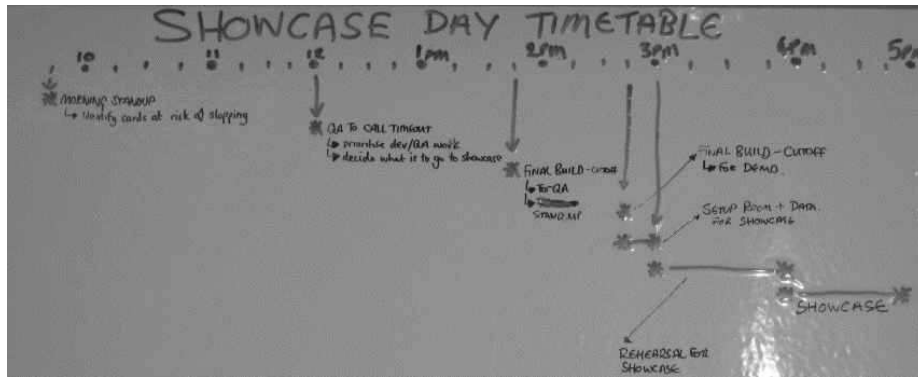 SHOWCASE DAY TIMETABLE
10 11 12 1PM 2PM 3PM 4PM 5PM
MORNING STANDUP
identify cards at risk of slipping
QA TO CALL TIMEOUT
prioritise dev/QA work
decide what is to go to showcase
FINAL BUILD-CUTOFF
TO QA
STANDUP
FINAL BUILD-CUTOFF
FOR DEMO.
SETUP ROOM + DATA
FOR SHOWCASE
SHOWCASE
REHEARSAL FOR
SHOWCASE